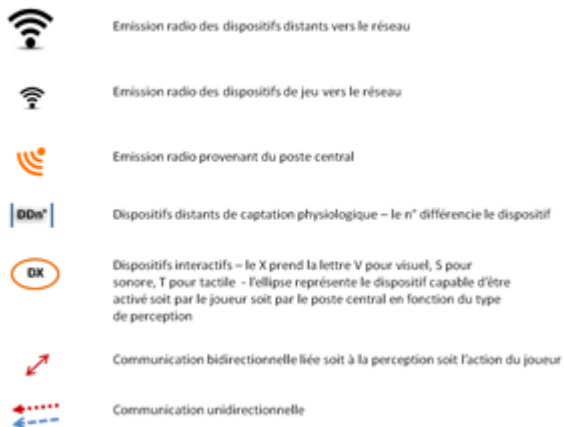 Emission radio des dispositifs distants vers le réseau
Emission radio des dispositifs de jeu vers le réseau
Emission radio provenant du poste central
DDn° Dispositifs distants de captation physiologique – le n° différencie le dispositif
DX Dispositifs interactifs – le X prend la lettre V pour visuel, S pour
sonore, T pour tactile - l'ellipse représente le dispositif capable d'être
activé soit par le joueur soit par le poste central en fonction du type
de perception
Communication bidirectionnelle liée soit à la perception soit l'action du joueur
Communication unidirectionnelle